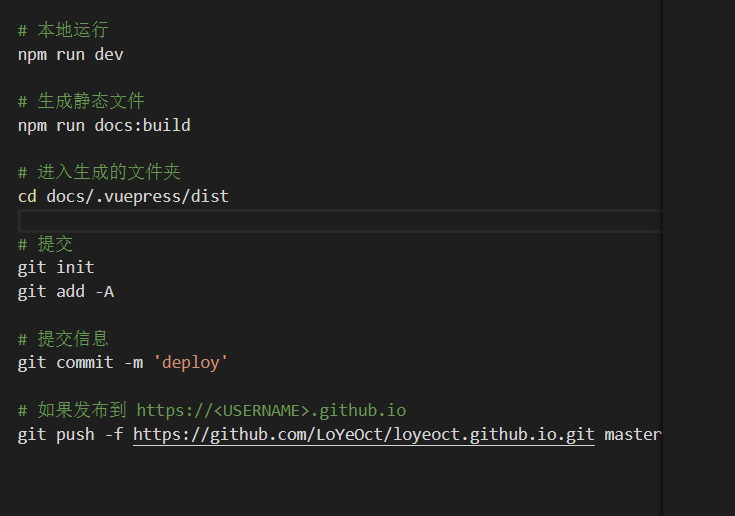 # 本地运行
npm run dev
# 生成静态文件
npm run docs:build
# 进入生成的文件夹
cd docs/.vuepress/dist
# 提交
git init
git add -A
# 提交信息
git commit -m 'deploy'
# 如果发布到 https://<USERNAME>.github.io
git push -f https://github.com/LoYeOct/loyeoct.github.io.git master